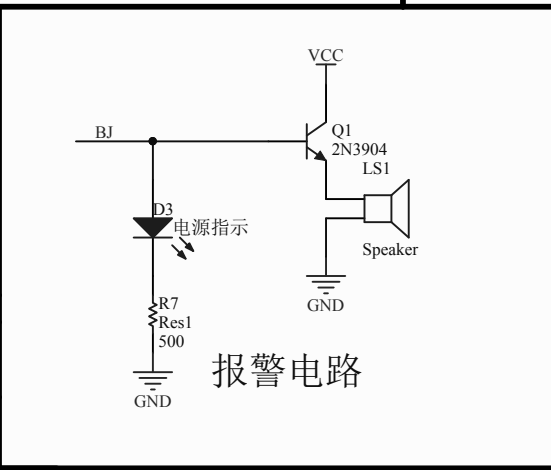 VCC
BJ
Q1
2N3904
LS1
D3
电源指示
Speaker
GND
R7
Res1
500
GND
报警电路